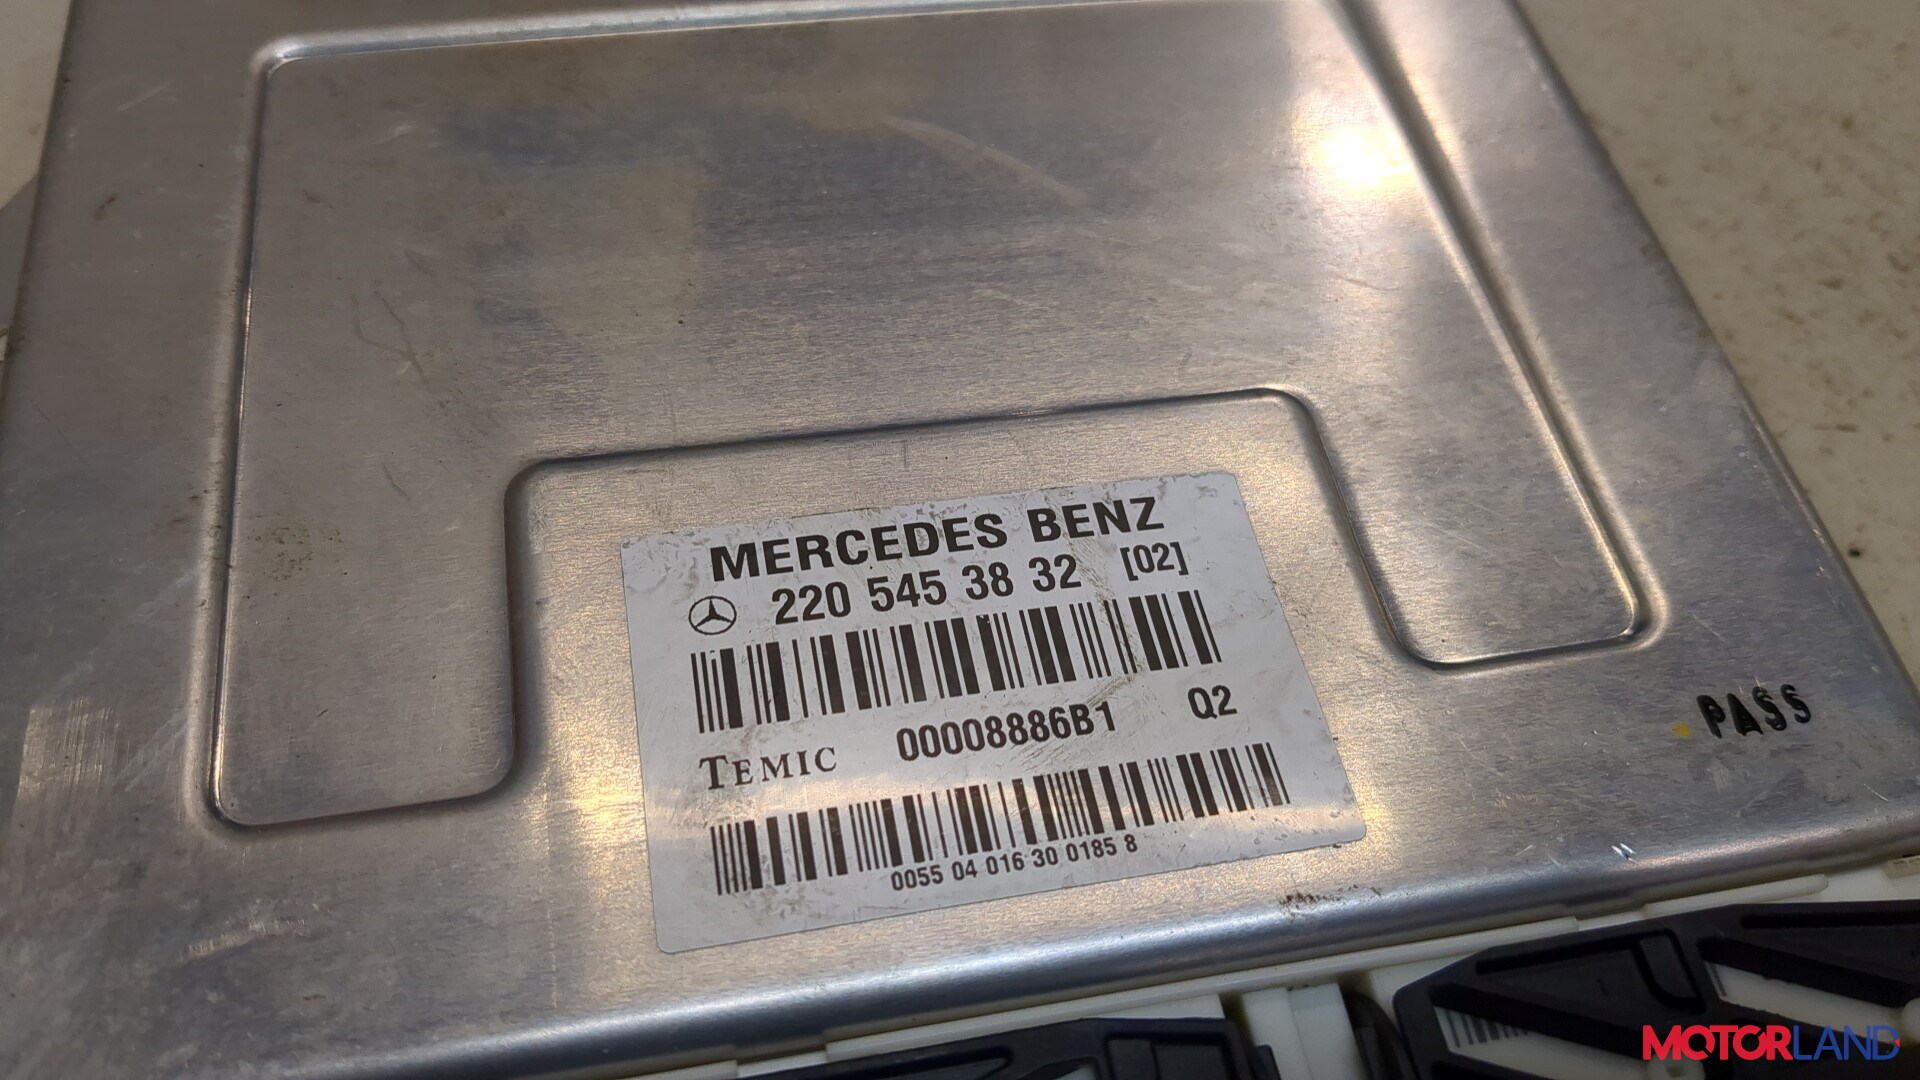 MERCEDES BENZ
220 545 38 32 [02]
TEMIC 00008886B1 Q2
0055 04 016 30 0185 8
PASS
MOTORLAND